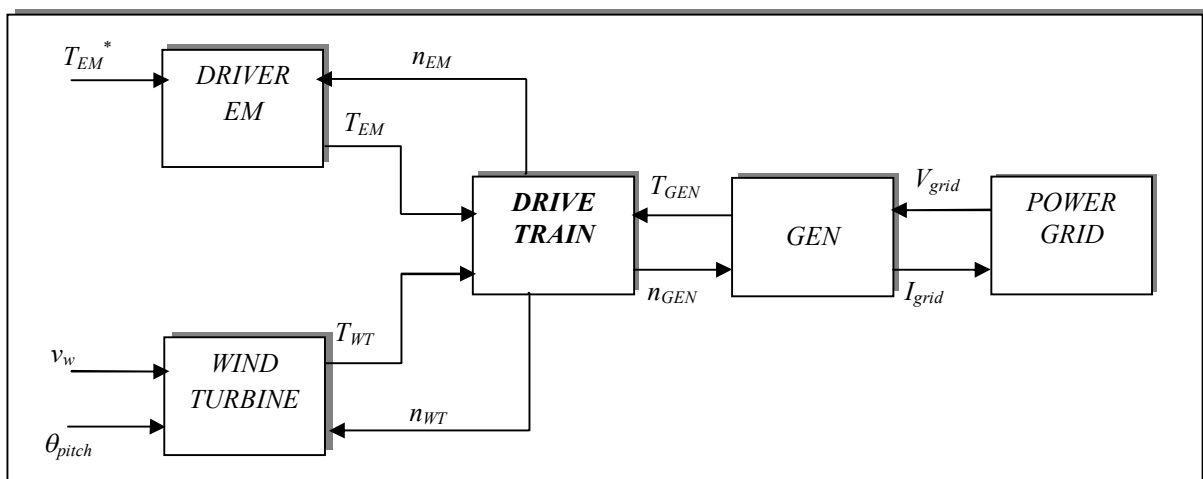 T_EM*
DRIVER
EM
n_EM
T_EM
DRIVE
TRAIN
T_GEN
n_GEN
GEN
V_grid
I_grid
POWER
GRID
v_w
θ_pitch
WIND
TURBINE
T_WT
n_WT